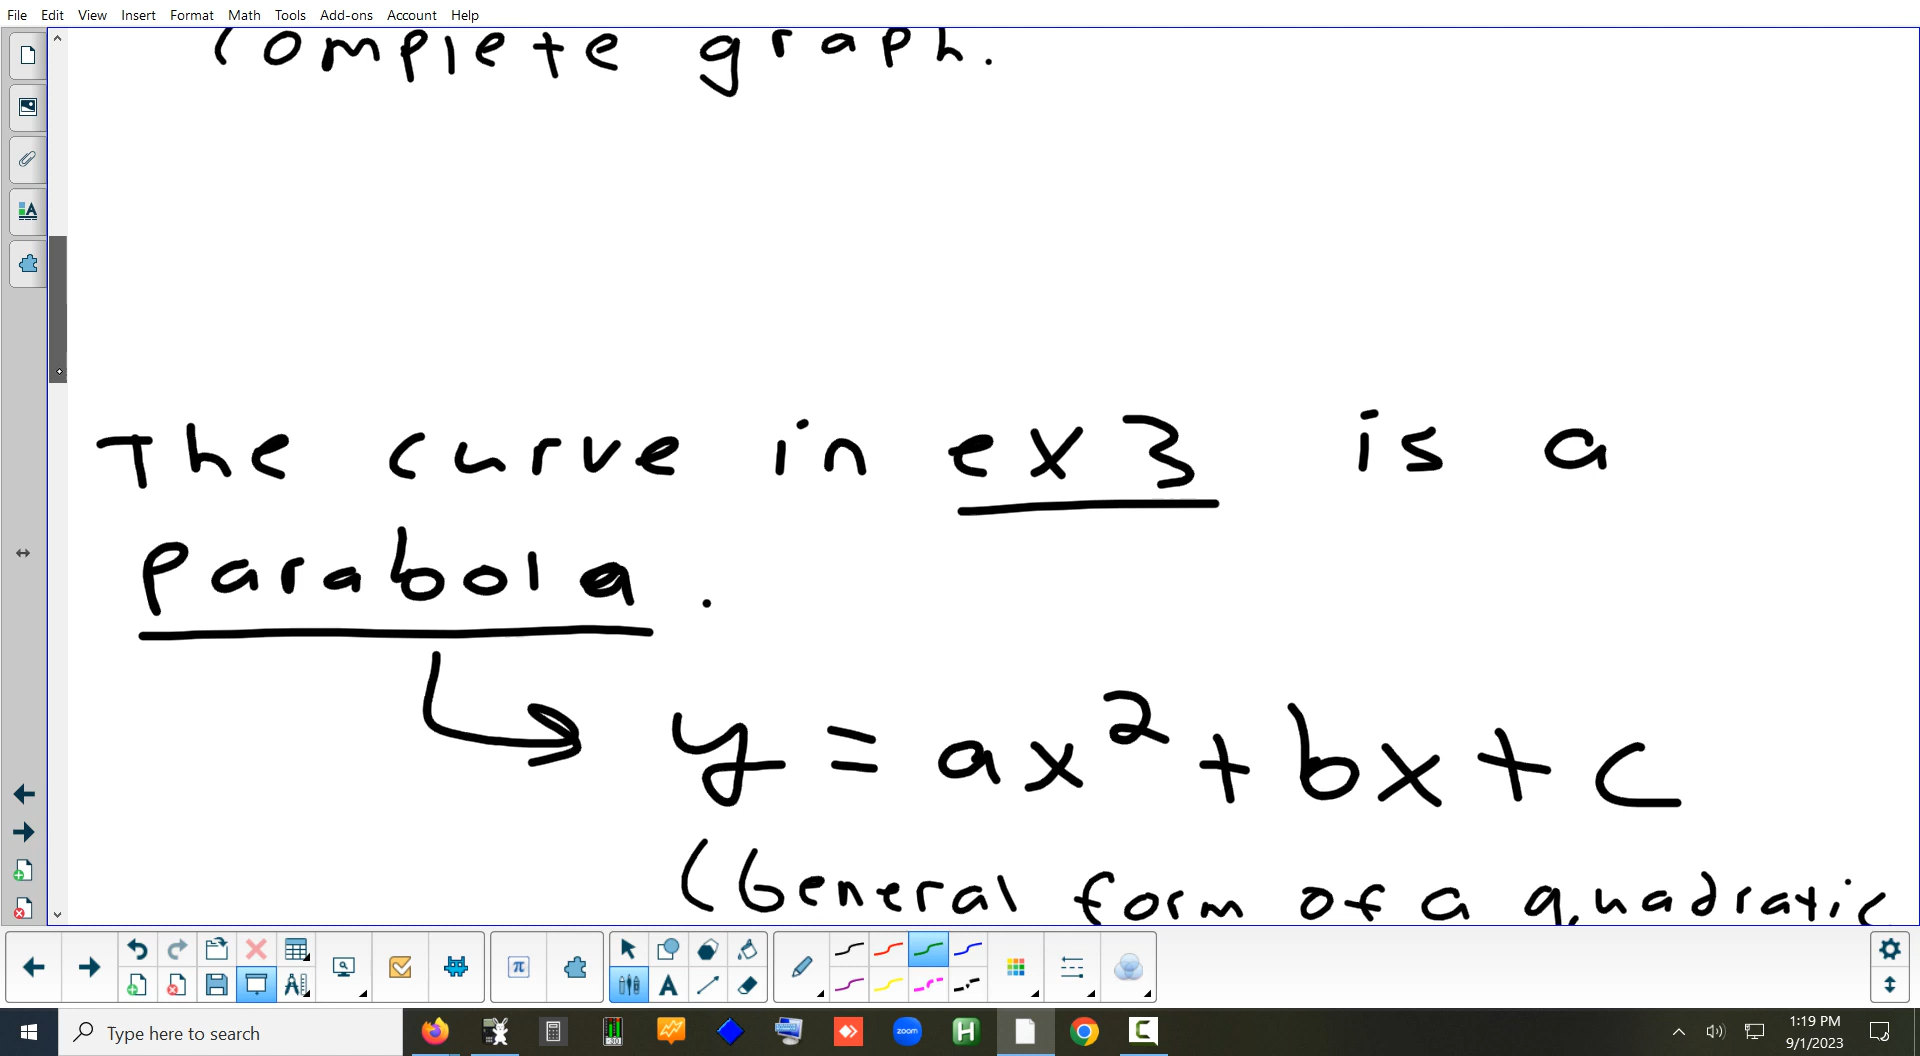 File Edit View Insert Format Math Tools Add-ons Account Help
complete graph.
The curve in ex 3 is a
parabola.
y = ax² + bx + c
(General form of a quadratic
π
A
zoom
H
C
Type here to search
1:19 PM
9/1/2023